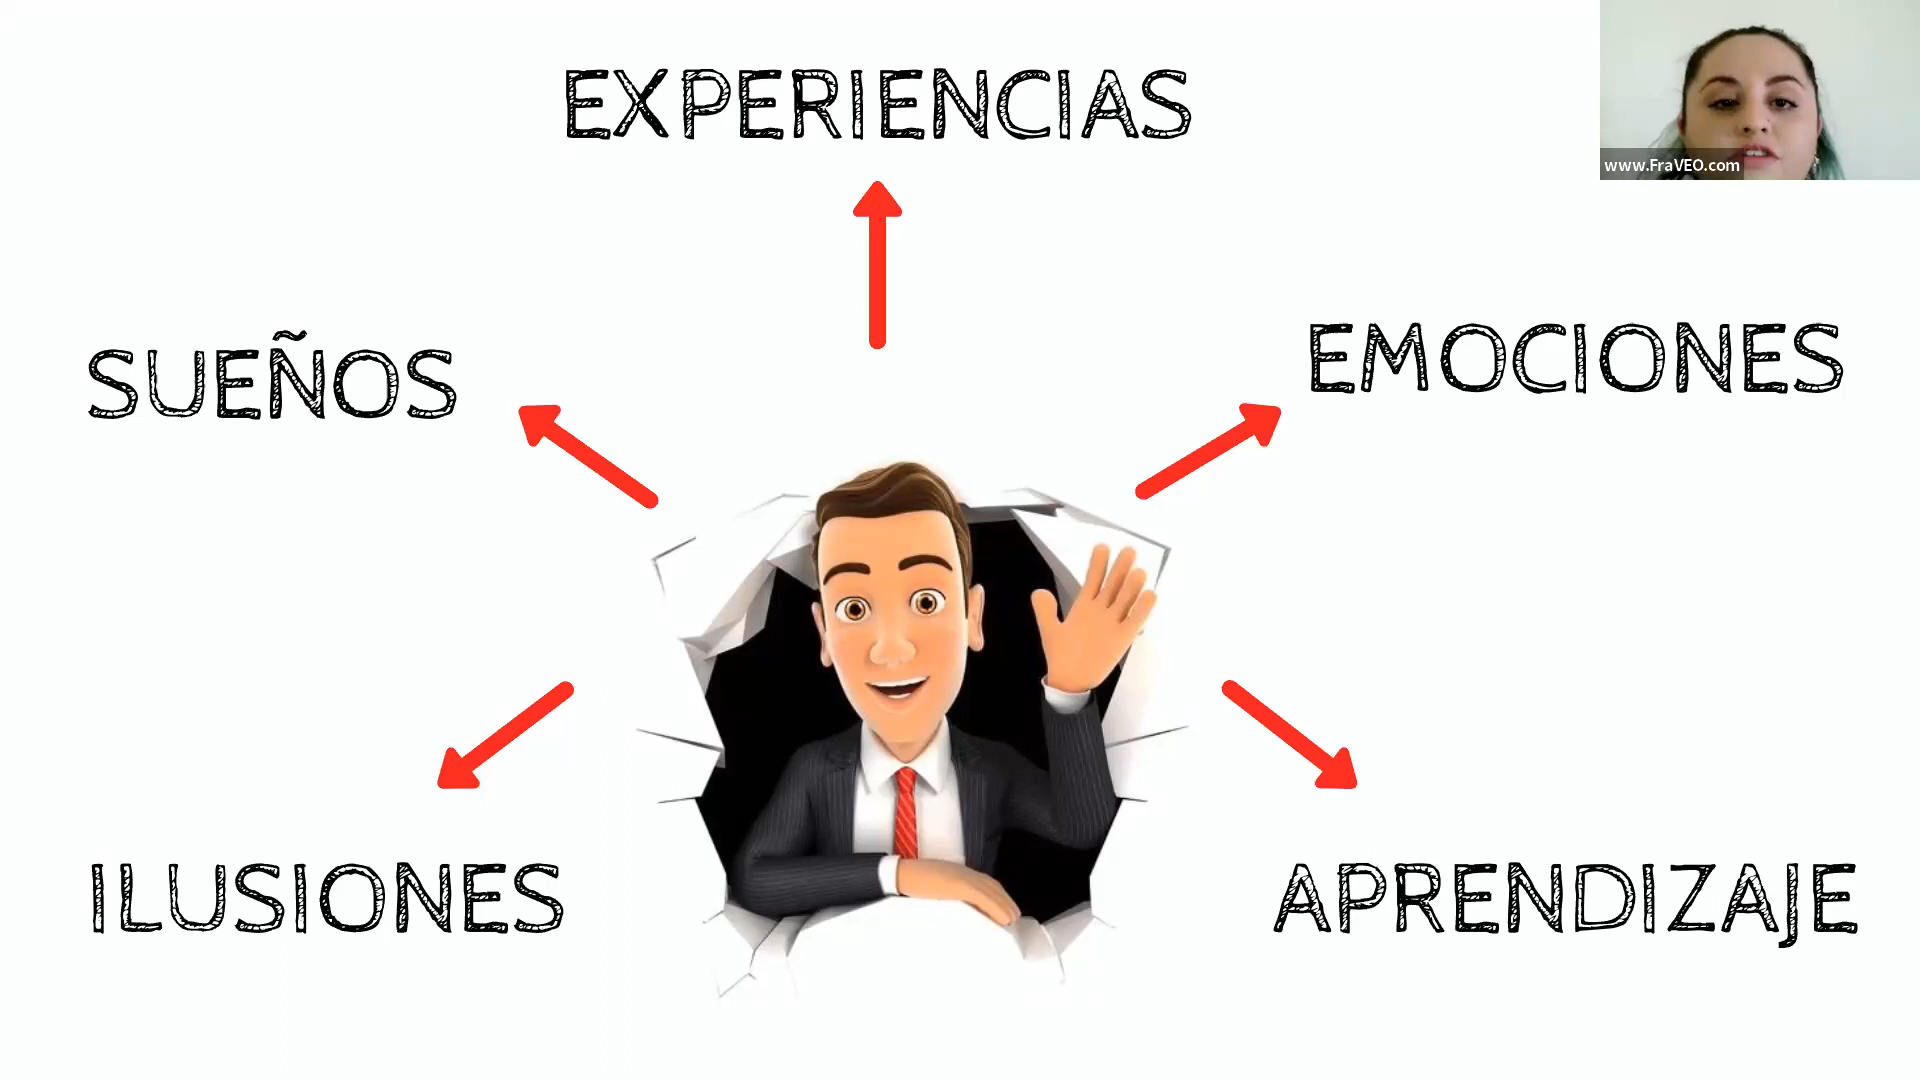 EXPERIENCIAS
www.FraVEO.com
SUEÑOS
EMOCIONES
ILUSIONES
APRENDIZAJE